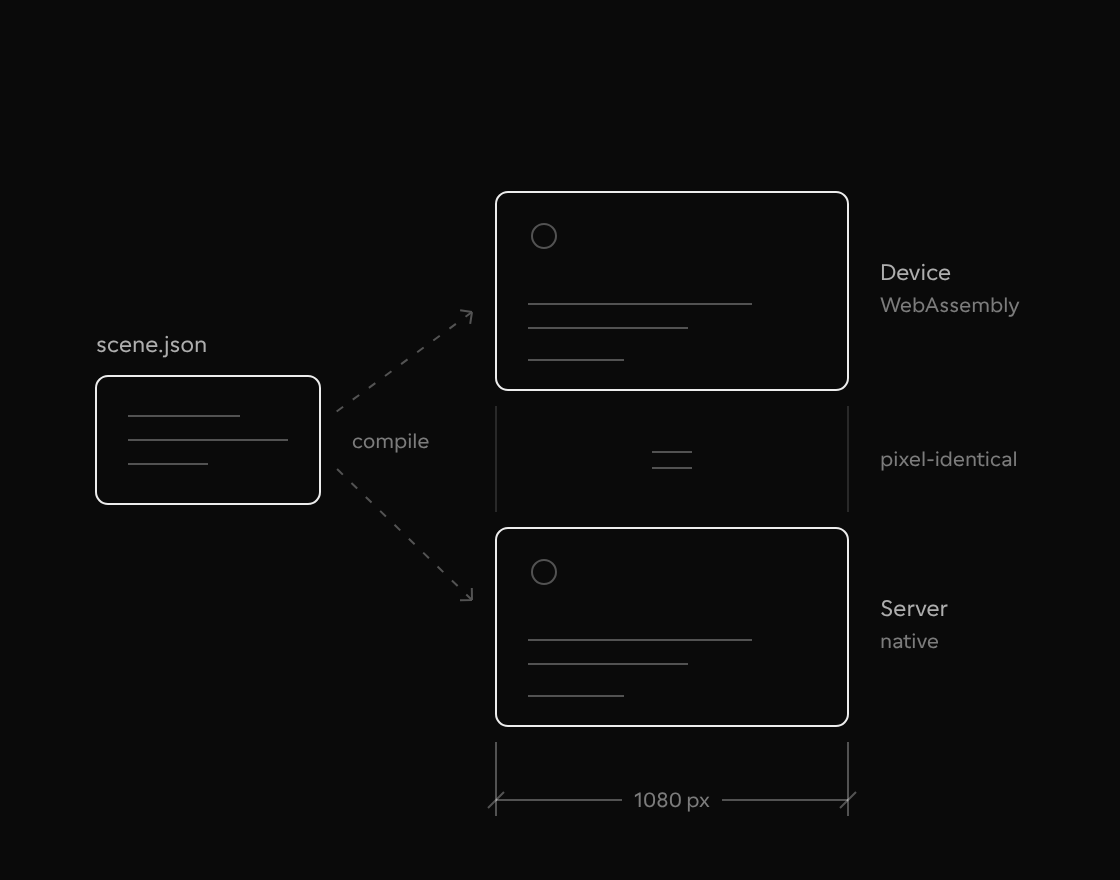 scene.json
compile
Device
WebAssembly
pixel-identical
Server
native
1080 px